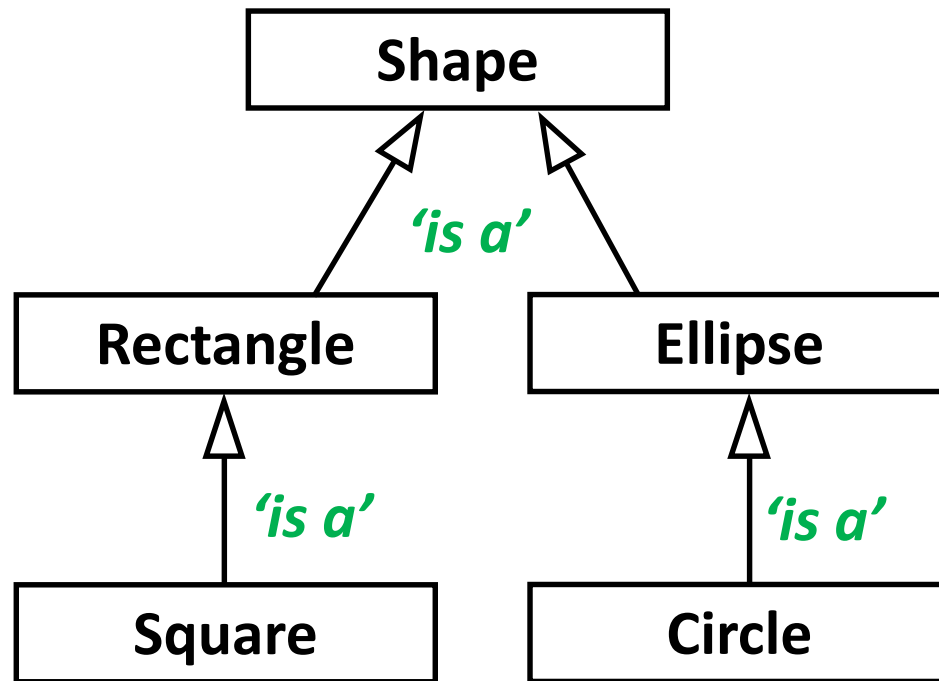 Shape
‘is a’
Rectangle
Ellipse
‘is a’
‘is a’
Square
Circle